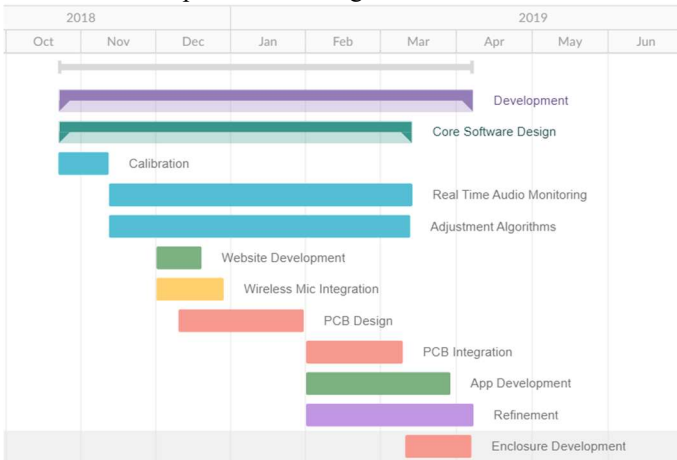 2018 2019
Oct Nov Dec Jan Feb Mar Apr May Jun
Development
Core Software Design
Calibration
Real Time Audio Monitoring
Adjustment Algorithms
Website Development
Wireless Mic Integration
PCB Design
PCB Integration
App Development
Refinement
Enclosure Development